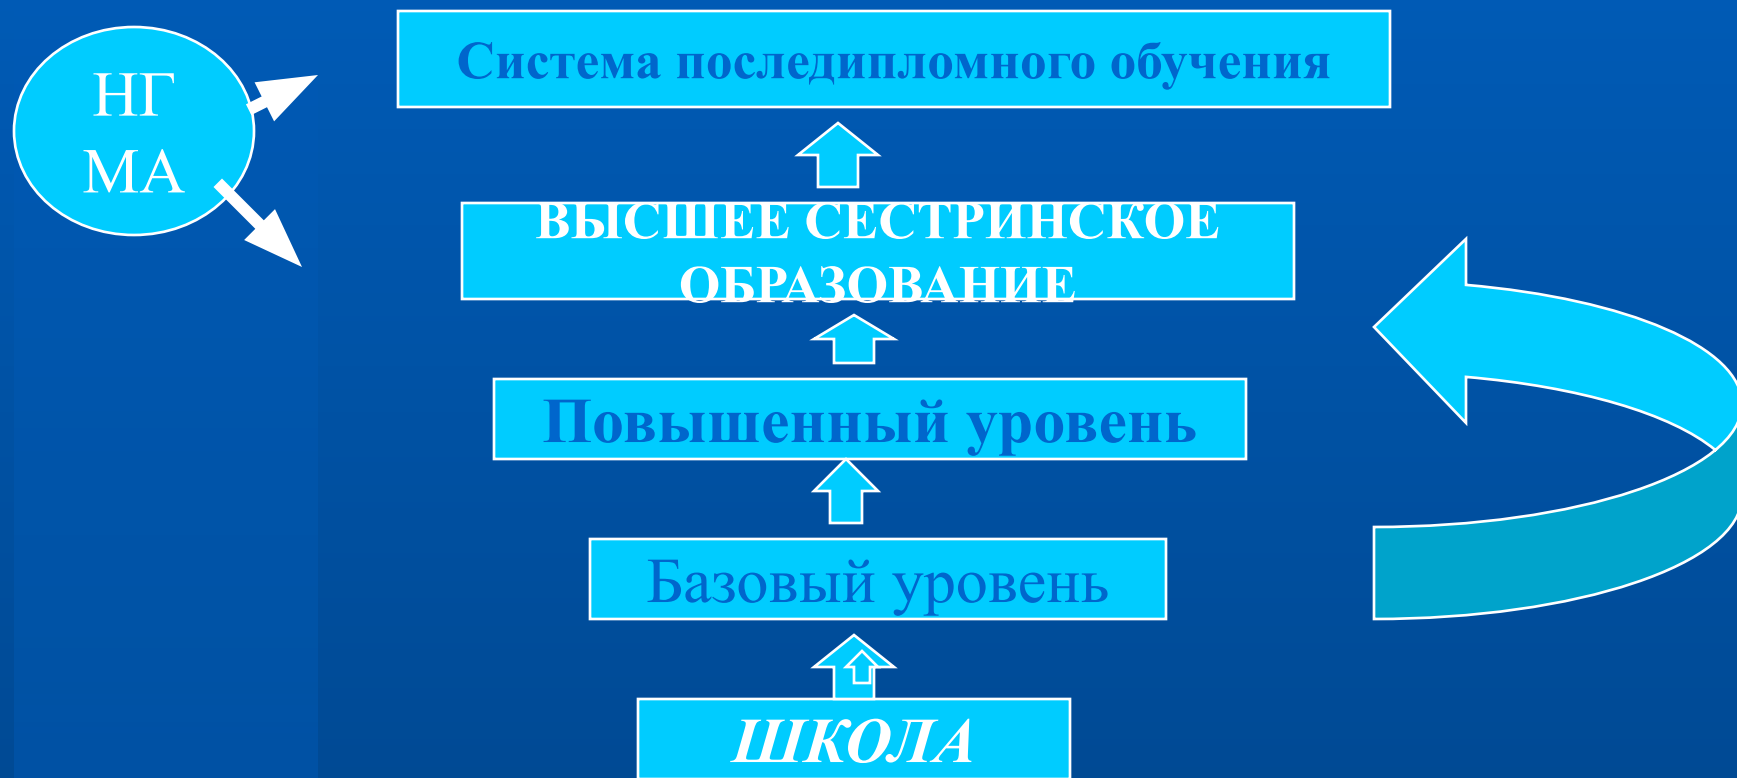 Система последипломного обучения
НГ
МА
ВЫСШЕЕ СЕСТРИНСКОЕ
ОБРАЗОВАНИЕ
Повышенный уровень
Базовый уровень
ШКОЛА